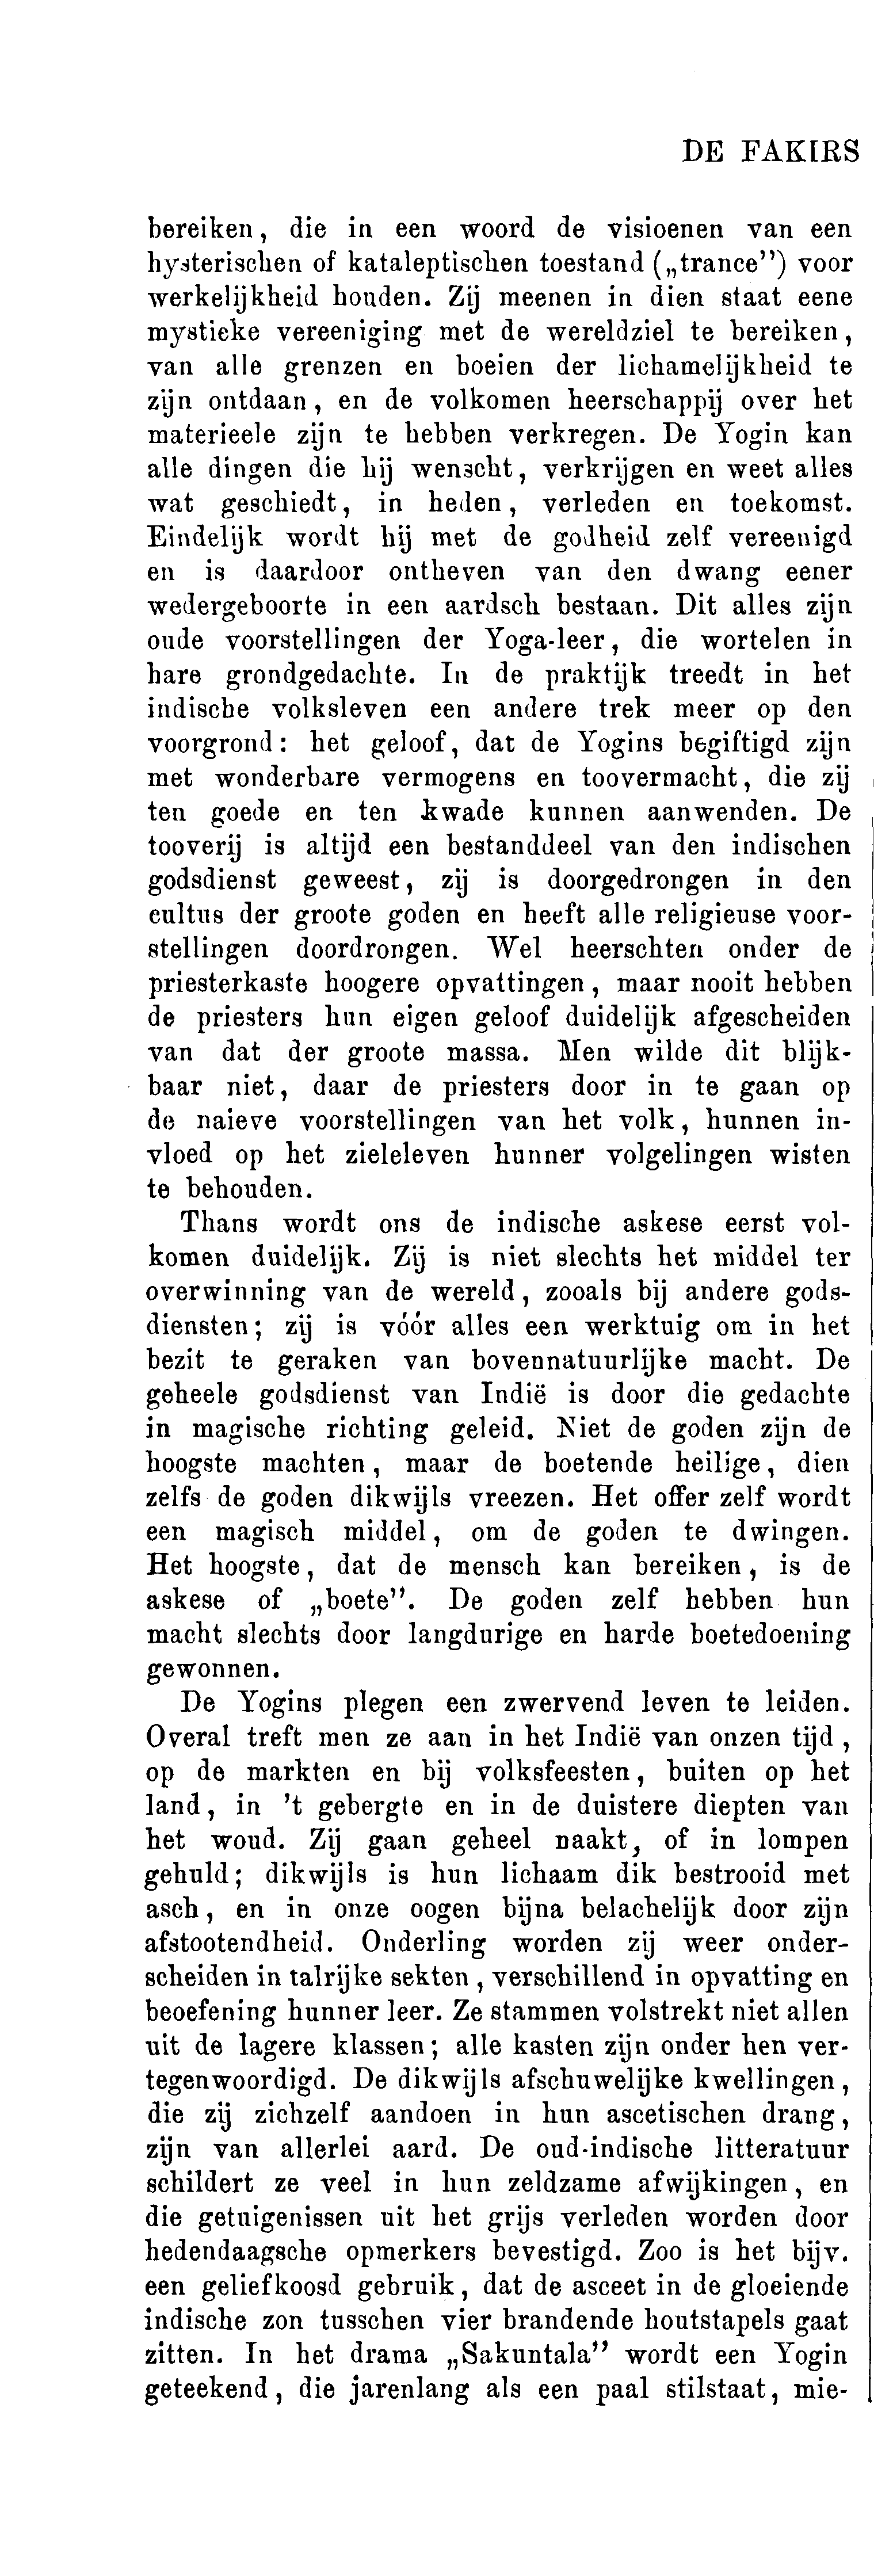 DE FAKIRS
bereiken, die in een woord de visioenen van een
hysterischen of kataleptischen toestand („trance”) voor
werkelijkheid houden. Zij meenen in dien staat eene
mystieke vereeniging met de wereldziel te bereiken,
van alle grenzen en boeien der lichamelijkheid te
zijn ontdaan, en de volkomen heerschappij over het
materieele zijn te hebben verkregen. De Yogin kan
alle dingen die hij wenscht, verkrijgen en weet alles
wat geschiedt, in heden, verleden en toekomst.
Eindelijk wordt hij met de godheid zelf vereenigd
en is daardoor ontheven van den dwang eener
wedergeboorte in een aardsch bestaan. Dit alles zijn
oude voorstellingen der Yoga-leer, die wortelen in
hare grondgedachte. In de praktijk treedt in het
indische volksleven een andere trek meer op den
voorgrond: het geloof, dat de Yogins begiftigd zijn
met wonderbare vermogens en toovermacht, die zij
ten goede en ten kwade kunnen aanwenden. De
tooverij is altijd een bestanddeel van den indischen
godsdienst geweest, zij is doorgedrongen in den
cultus der groote goden en heeft alle religieuse voor-
stellingen doordrongen. Wel heerschten onder de
priesterkaste hoogere opvattingen, maar nooit hebben
de priesters hun eigen geloof duidelijk afgescheiden
van dat der groote massa. Men wilde dit blijk-
baar niet, daar de priesters door in te gaan op
de naieve voorstellingen van het volk, hunnen in-
vloed op het zieleleven hunner volgelingen wisten
te behouden.
Thans wordt ons de indische askese eerst vol-
komen duidelijk. Zij is niet slechts het middel ter
overwinning van de wereld, zooals bij andere gods-
diensten; zij is vóór alles een werktuig om in het
bezit te geraken van bovennatuurlijke macht. De
geheele godsdienst van Indië is door die gedachte
in magische richting geleid. Niet de goden zijn de
hoogste machten, maar de boetende heilige, dien
zelfs de goden dikwijls vreezen. Het offer zelf wordt
een magisch middel, om de goden te dwingen.
Het hoogste, dat de mensch kan bereiken, is de
askese of „boete”. De goden zelf hebben hun
macht slechts door langdurige en harde boetedoening
gewonnen.
De Yogins plegen een zwervend leven te leiden.
Overal treft men ze aan in het Indië van onzen tijd,
op de markten en bij volksfeesten, buiten op het
land, in 't gebergte en in de duistere diepten van
het woud. Zij gaan geheel naakt, of in lompen
gehuld; dikwijls is hun lichaam dik bestrooid met
asch, en in onze oogen bijna belachelijk door zijn
afstootendheid. Onderling worden zij weer onder-
scheiden in talrijke sekten, verschillend in opvatting en
beoefening hunner leer. Ze stammen volstrekt niet allen
uit de lagere klassen; alle kasten zijn onder hen ver-
tegenwoordigd. De dikwijls afschuwelijke kwellingen,
die zij zichzelf aandoen in hun ascetischen drang,
zijn van allerlei aard. De oud-indische litteratuur
schildert ze veel in hun zeldzame afwijkingen, en
die getuigenissen uit het grijs verleden worden door
hedendaagsche opmerkers bevestigd. Zoo is het bijv.
een geliefkoosd gebruik, dat de asceet in de gloeiende
indische zon tusschen vier brandende houtstapels gaat
zitten. In het drama „Sakuntala” wordt een Yogin
geteekend, die jarenlang als een paal stilstaat, mie-